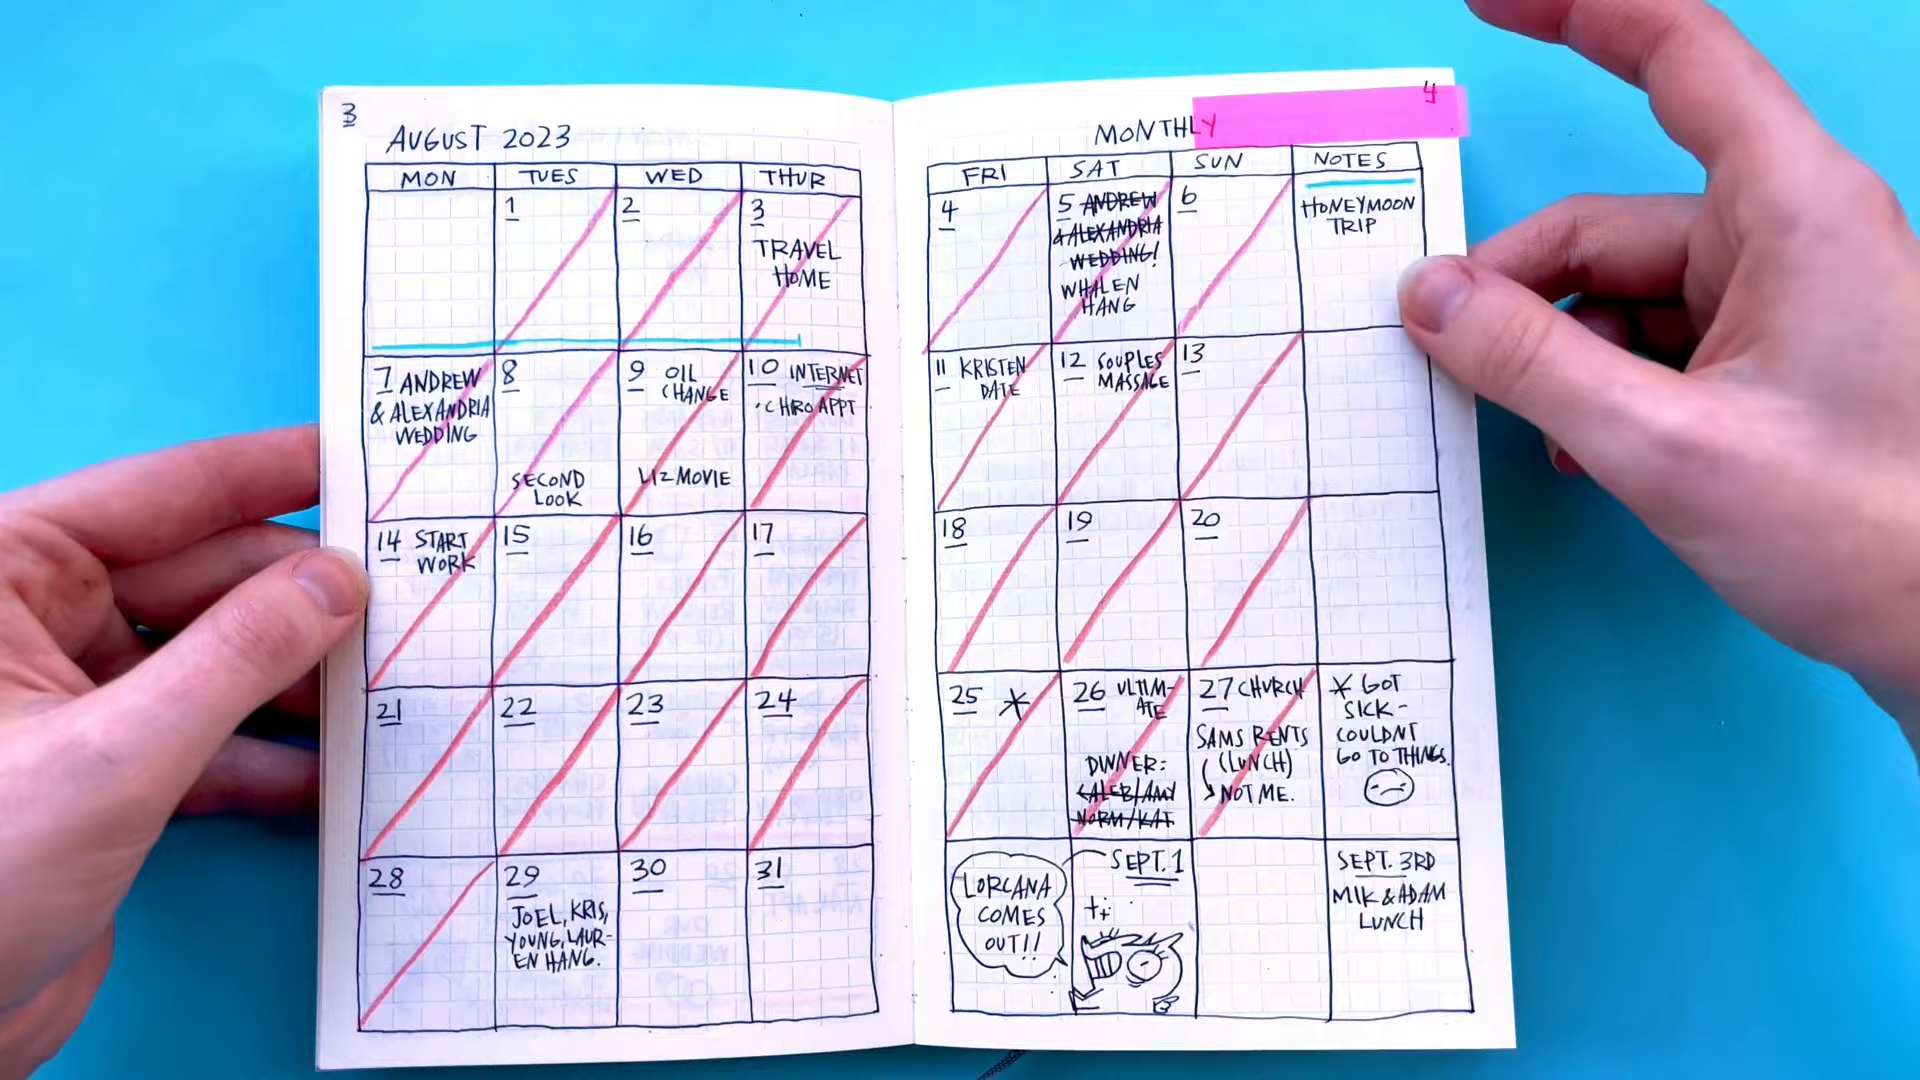 3
AUGUST 2023
MON TUES WED THUR
1
2
3
TRAVEL
HOME
7 ANDREW
& ALEXANDRIA
WEDDING
8
SECOND
LOOK
9 OIL
CHANGE
LIZ MOVIE
10 INTERNET
· CHIRO APPT
14 START
WORK
15
16
17
21
22
23
24
28
29
JOEL, KRIS,
YOUNG, LAUR-
EN HANG.
30
31
4
MONTHLY
FRI SAT SUN NOTES
4
5 ANDREW
& ALEXANDRIA
WEDDING!
WHALEN
HANG
6
HONEYMOON
TRIP
11 KRISTEN
DATE
12 COUPLES
MASSAGE
13
18
19
20
25 *
26 ULTIM-
ATE
DINNER:
CALEB/AMY
NORM/KAT
27 CHURCH
SAMS RENTS
(LUNCH)
NOT ME.
* GOT
SICK-
COULDNT
GO TO THINGS.
LORCANA
COMES
OUT!!
SEPT. 1
SEPT. 3RD
MIK & ADAM
LUNCH